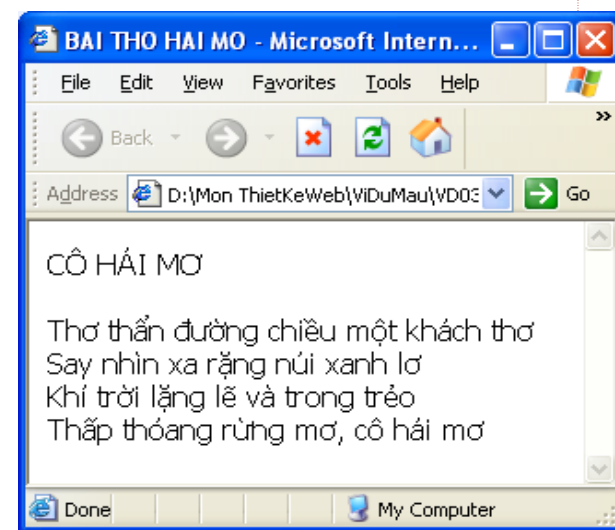 BAI THO HAI MO - Microsoft Intern...
File Edit View Favorites Tools Help
Back
Address D:\Mon ThietKeWeb\ViDuMau\VD03 Go
CÔ HÁI MƠ
Thơ thẩn đường chiều một khách thơ
Say nhìn xa rặng núi xanh lơ
Khí trời lặng lẽ và trong trẻo
Thấp thóang rừng mơ, cô hái mơ
Done My Computer